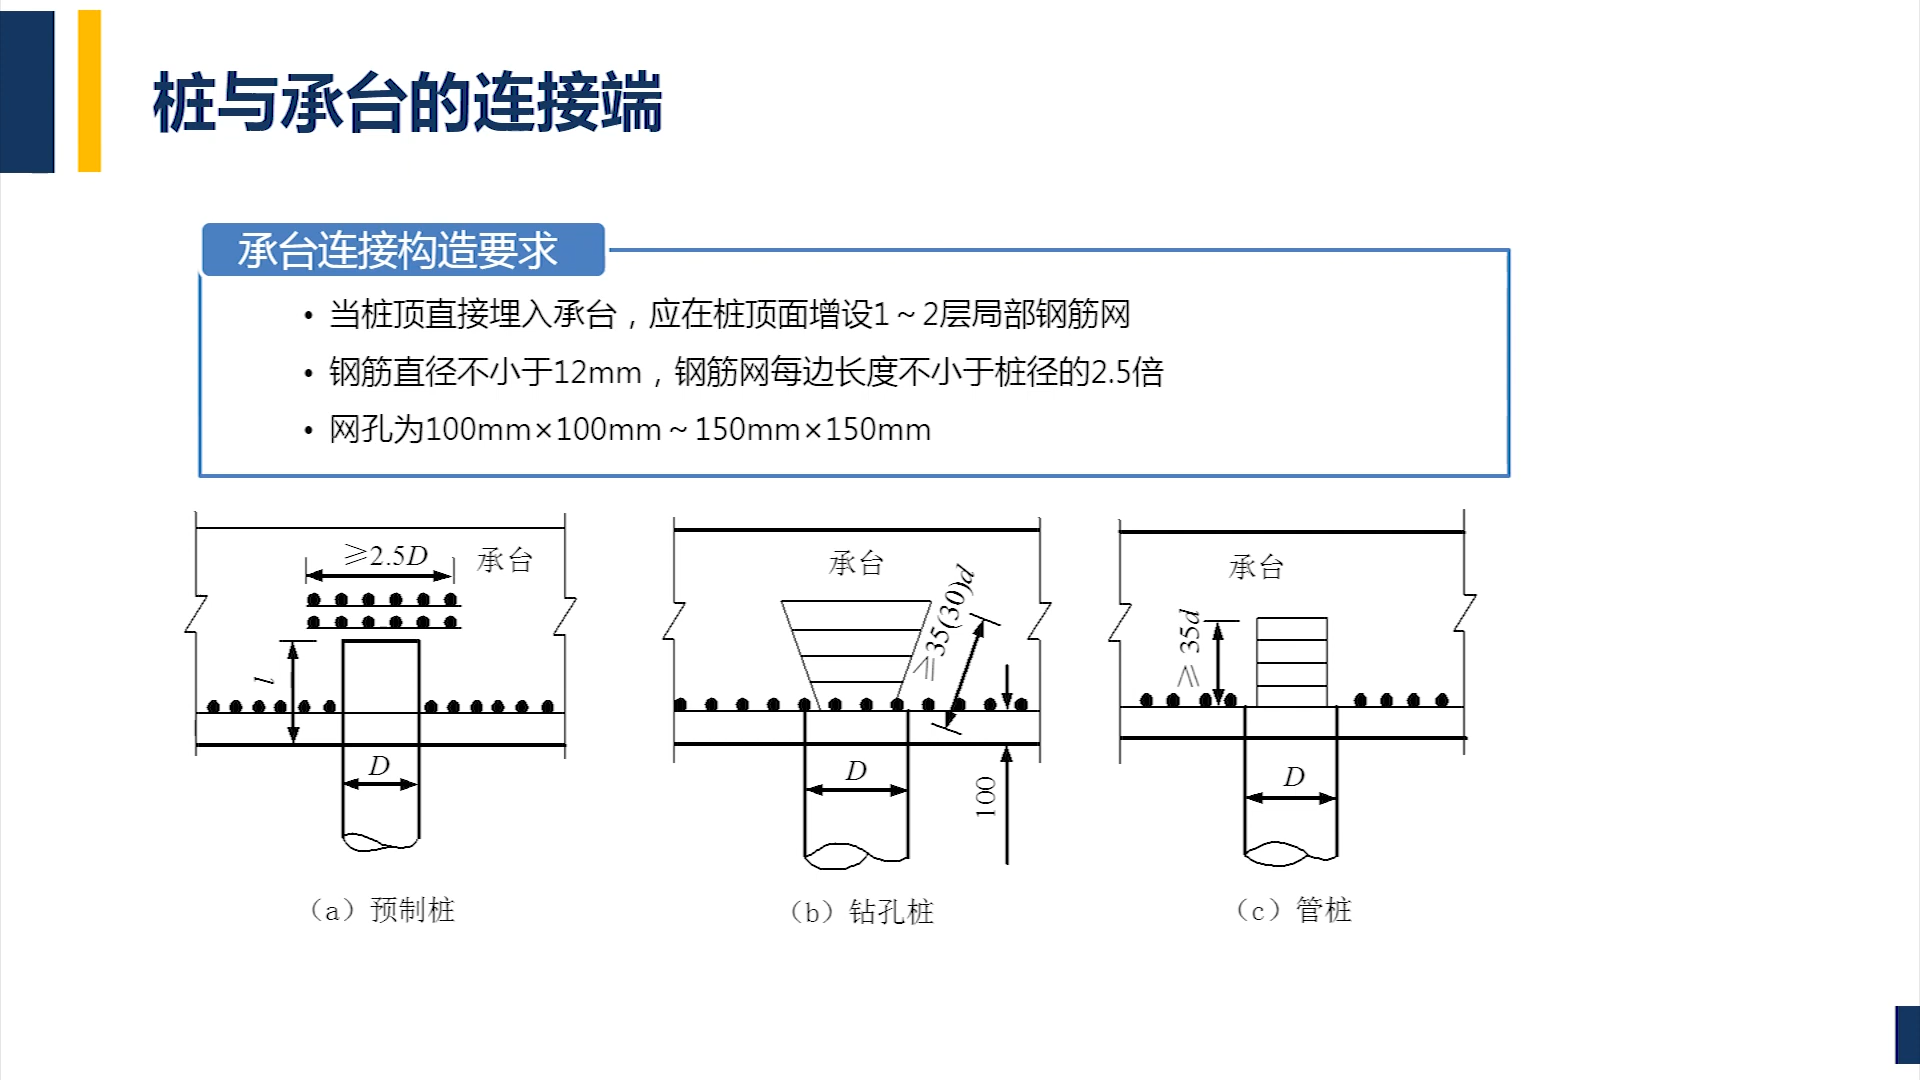 桩与承台的连接端
承台连接构造要求
• 当桩顶直接埋入承台，应在桩顶面增设1～2层局部钢筋网
• 钢筋直径不小于12mm，钢筋网每边长度不小于桩径的2.5倍
• 网孔为100mm×100mm～150mm×150mm
≥2.5D
承台
l
D
（a）预制桩
承台
≥35(30)d
D
100
（b）钻孔桩
承台
≥35d
D
（c）管桩